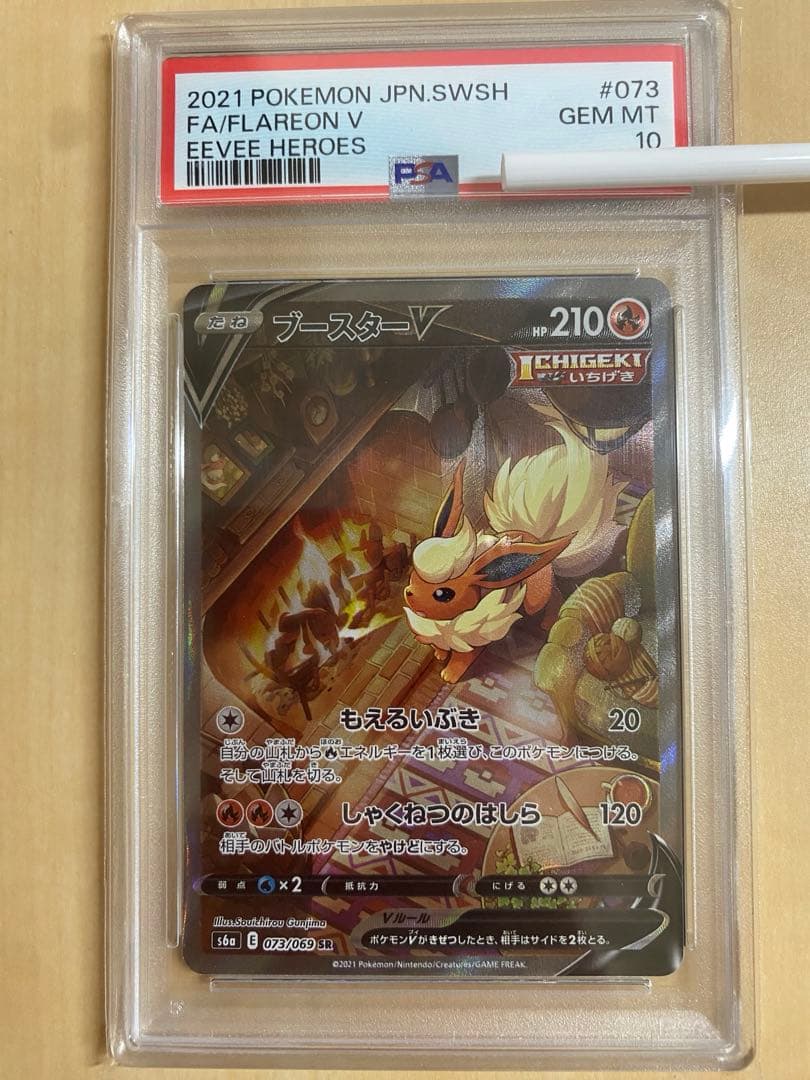 2021 POKEMON JPN.SWSH #073
FA/FLAREON V GEM MT
EEVEE HEROES 10
PSA
たね ブースターV HP 210
ICHIGEKI
いちげき
もえるいぶき 20
自分の山札から エネルギーを1枚選び、このポケモンにつける。
そして山札を切る。
しゃくねつのはしら 120
相手のバトルポケモンをやけどにする。
弱点 ×2 抵抗力 にげる
Vルール
ポケモンVがきぜつしたとき、相手はサイドを2枚とる。
Illus.Souichirou Gunjima
s6a E 073/069 SR
©2021 Pokémon/Nintendo/Creatures/GAME FREAK.